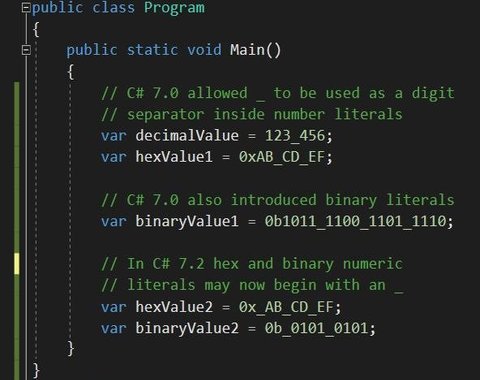 public class Program
{
public static void Main()
{
// C# 7.0 allowed _ to be used as a digit
// separator inside number literals
var decimalValue = 123_456;
var hexValue1 = 0xAB_CD_EF;
// C# 7.0 also introduced binary literals
var binaryValue1 = 0b1011_1100_1101_1110;
// In C# 7.2 hex and binary numeric
// literals may now begin with an _
var hexValue2 = 0x_AB_CD_EF;
var binaryValue2 = 0b_0101_0101;
}
}